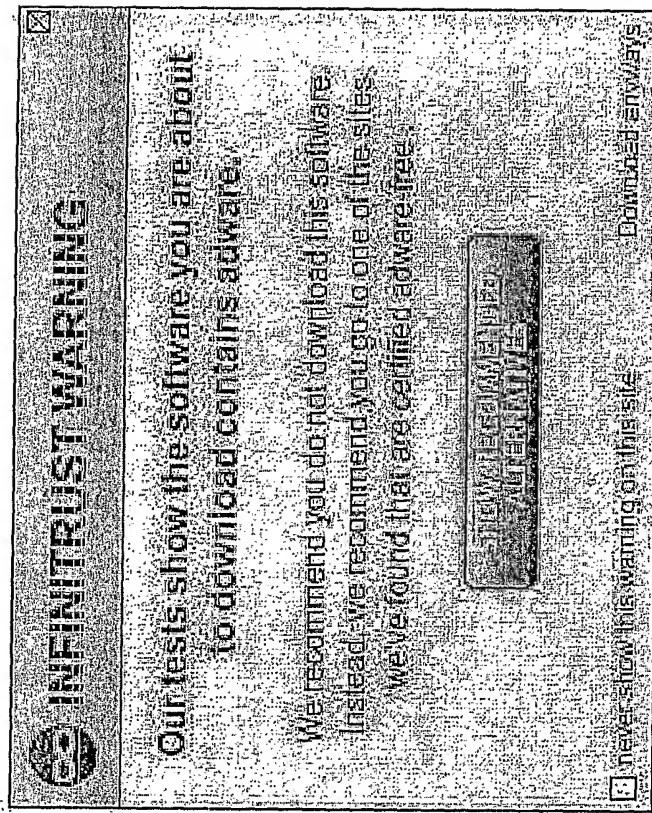 INFINITRUST WARNING
Our tests show the software you are about
to download contains adware.
We recommend you do not download this software.
Instead, we recommend you go to one of the sites
we've found that are certified adware free.
ALTERNATIVE
never show this warning on this site
Download anyways